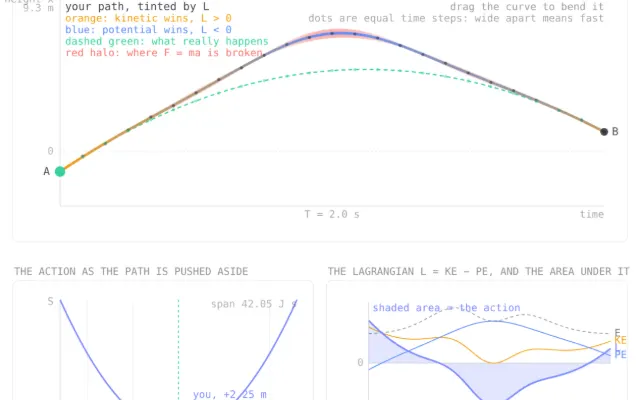 9.3 m
your path, tinted by L
drag the curve to bend it
orange: kinetic wins, L > 0
dots are equal time steps: wide apart means fast
blue: potential wins, L < 0
dashed green: what really happens
red halo: where F = ma is broken
B
0
A
T = 2.0 s
time
THE ACTION AS THE PATH IS PUSHED ASIDE
THE LAGRANGIAN L = KE − PE, AND THE AREA UNDER IT
S
span 42.05 J s
shaded area = the action
E
KE
PE
0
you, +2.25 m